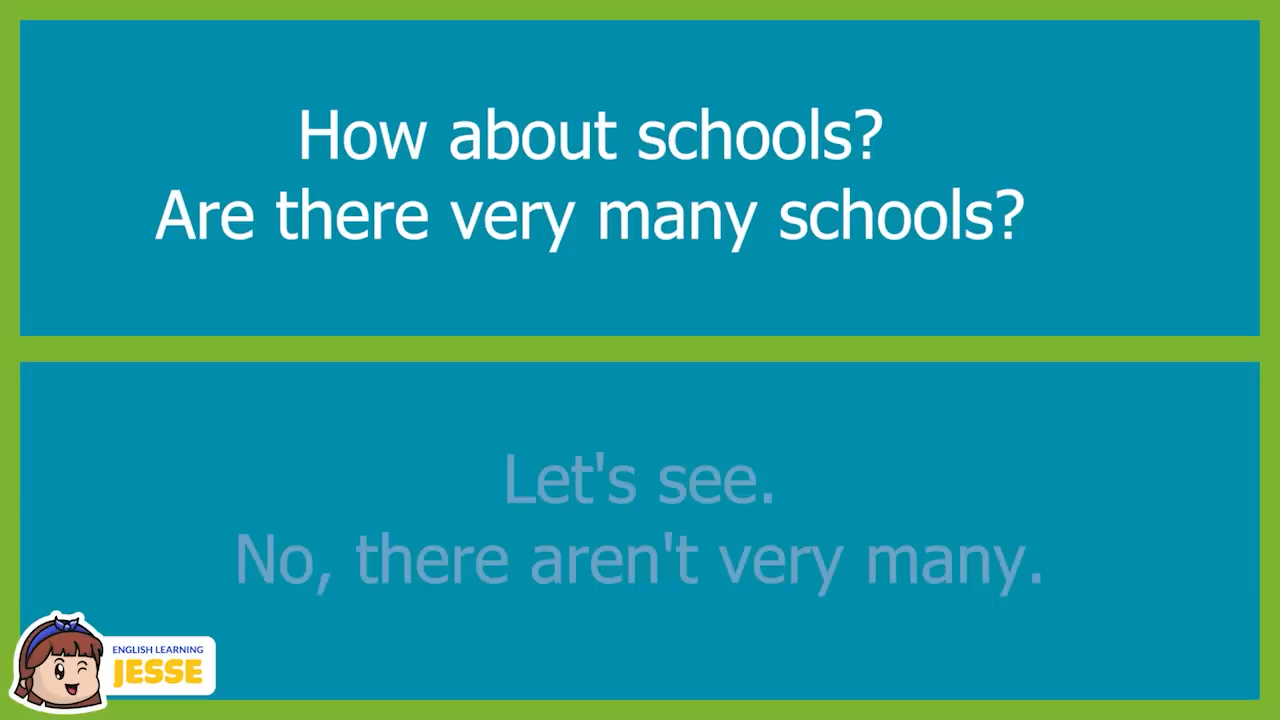 How about schools?
Are there very many schools?
Let's see.
No, there aren't very many.
ENGLISH LEARNING
JESSE